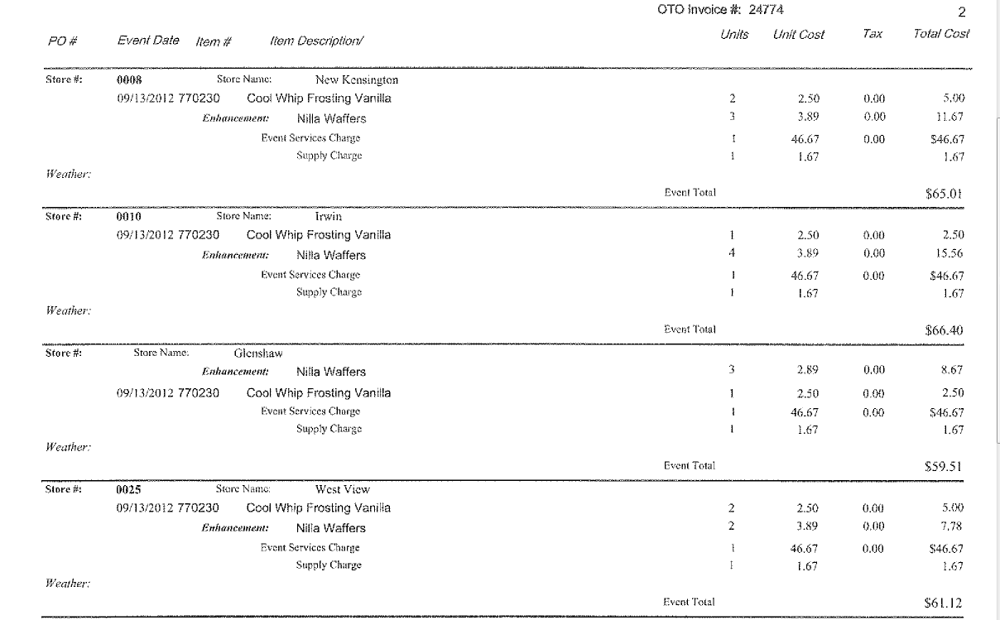 OTO Invoice #: 24774 2
PO # Event Date Item # Item Description/ Units Unit Cost Tax Total Cost
Store #: 0008 Store Name: New Kensington
09/13/2012 770230 Cool Whip Frosting Vanilla 2 2.50 0.00 5.00
Enhancement: Nilla Waffers 3 3.89 0.00 11.67
Event Services Charge 1 46.67 0.00 $46.67
Supply Charge 1 1.67 1.67
Weather:
Event Total $65.01
Store #: 0010 Store Name: Irwin
09/13/2012 770230 Cool Whip Frosting Vanilla 1 2.50 0.00 2.50
Enhancement: Nilla Waffers 4 3.89 0.00 15.56
Event Services Charge 1 46.67 0.00 $46.67
Supply Charge 1 1.67 1.67
Weather:
Event Total $66.40
Store #: Store Name: Glenshaw
Enhancement: Nilla Waffers 3 2.89 0.00 8.67
09/13/2012 770230 Cool Whip Frosting Vanilla 1 2.50 0.00 2.50
Event Services Charge 1 46.67 0.00 $46.67
Supply Charge 1 1.67 1.67
Weather:
Event Total $59.51
Store #: 0025 Store Name: West View
09/13/2012 770230 Cool Whip Frosting Vanilla 2 2.50 0.00 5.00
Enhancement: Nilla Waffers 2 3.89 0.00 7.78
Event Services Charge 1 46.67 0.00 $46.67
Supply Charge 1 1.67 1.67
Weather:
Event Total $61.12